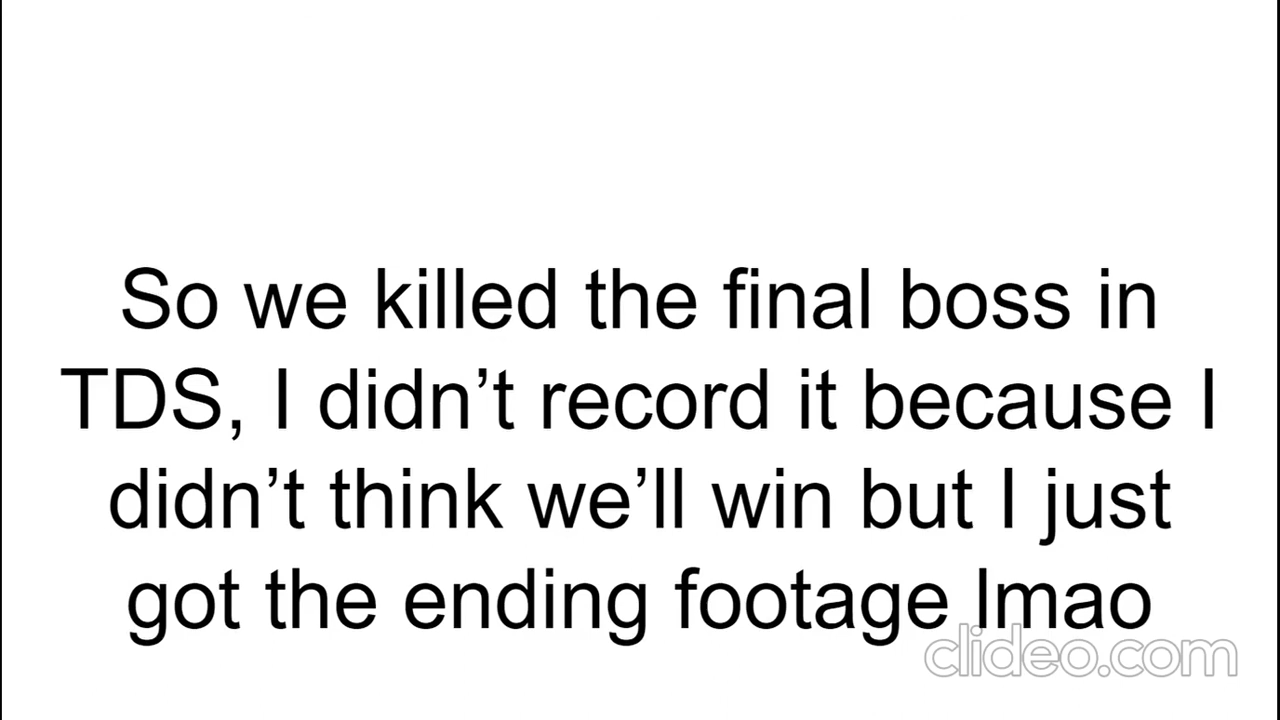 So we killed the final boss in
TDS, I didn’t record it because I
didn’t think we’ll win but I just
got the ending footage lmao
clideo.com